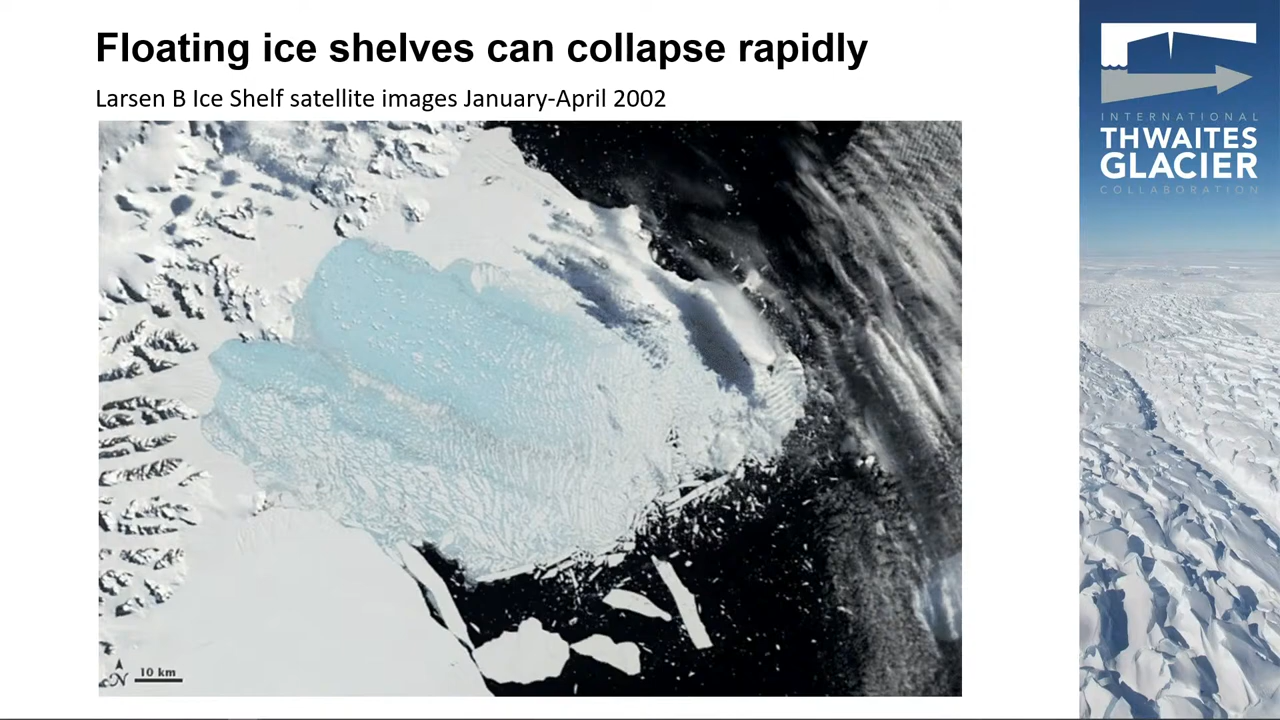 Floating ice shelves can collapse rapidly
Larsen B Ice Shelf satellite images January-April 2002
INTERNATIONAL
THWAITES
GLACIER
COLLABORATION
N
10 km